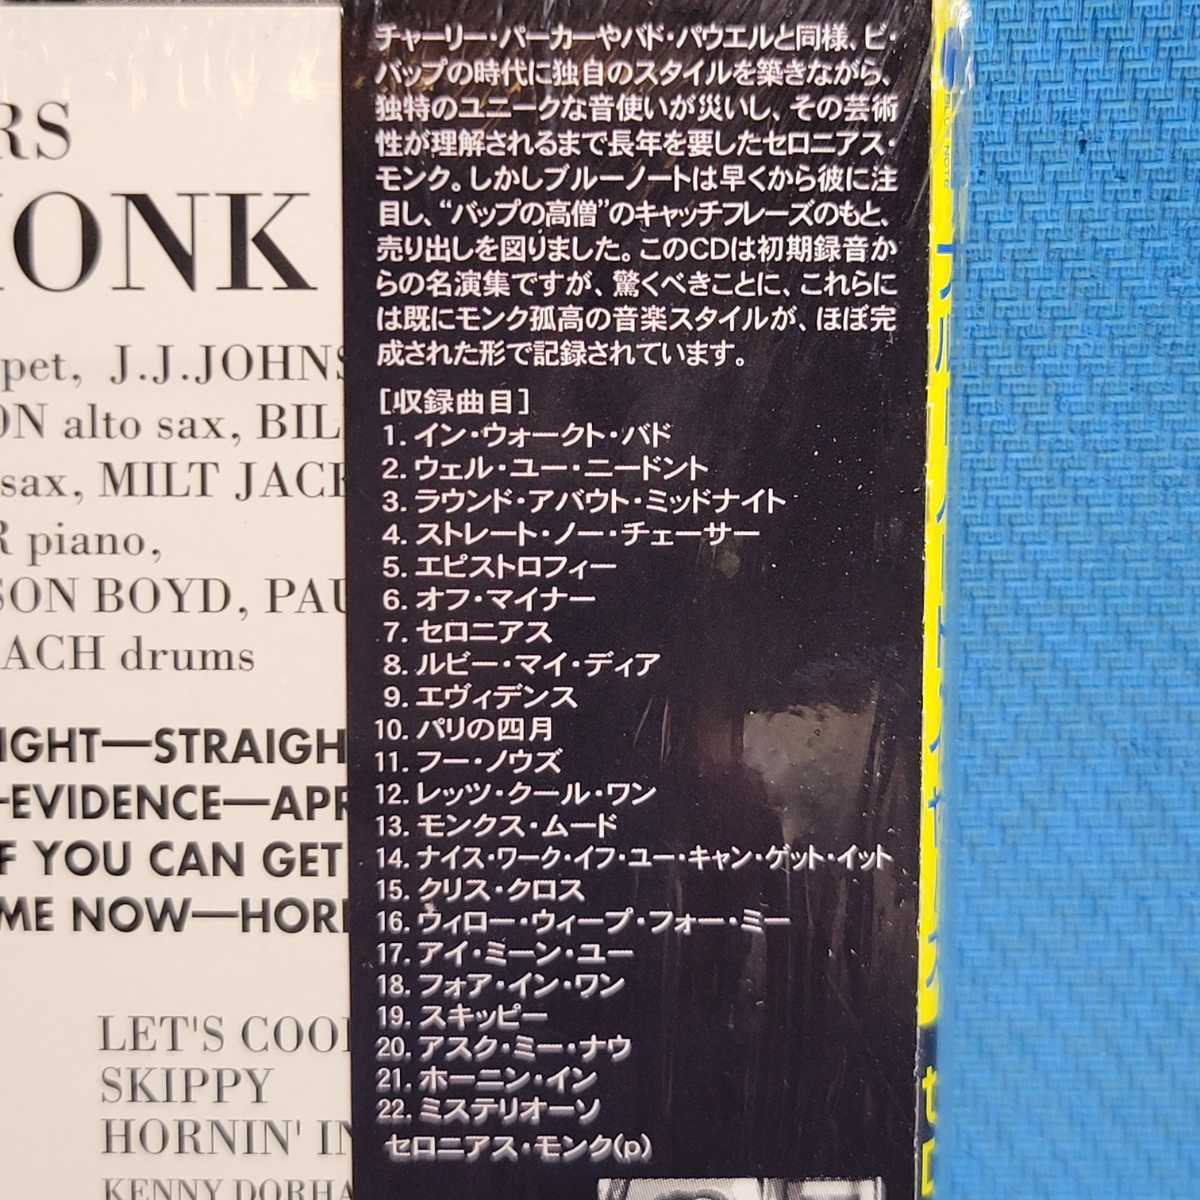 RS
ONK
pet, J.J.JOHNS
ON alto sax, BIL
sax, MILT JACK
R piano,
SON BOYD, PAU
ACH drums
IGHT—STRAIGH
-EVIDENCE—APR
F YOU CAN GET
ME NOW—HORI
LET'S COOL
SKIPPY
HORNIN' IN
KENNY DORHA
チャーリー・パーカーやバド・パウエルと同様、ビ・
バップの時代に独自のスタイルを築きながら、
独特のユニークな音使いが災いし、その芸術
性が理解されるまで長年を要したセロニアス・
モンク。しかしブルーノートは早くから彼に注
目し、“バップの高僧”のキャッチフレーズのもと、
売り出しを図りました。このCDは初期録音か
らの名演集ですが、驚くべきことに、これらに
は既にモンク孤高の音楽スタイルが、ほぼ完
成された形で記録されています。
［収録曲目］
1. イン・ウォークト・バド
2. ウェル・ユー・ニードント
3. ラウンド・アバウト・ミッドナイト
4. ストレート・ノー・チェーサー
5. エピストロフィー
6. オフ・マイナー
7. セロニアス
8. ルビー・マイ・ディア
9. エヴィデンス
10. パリの四月
11. フー・ノウズ
12. レッツ・クール・ワン
13. モンクス・ムード
14. ナイス・ワーク・イフ・ユー・キャン・ゲット・イット
15. クリス・クロス
16. ウィロー・ウィープ・フォー・ミー
17. アイ・ミーン・ユー
18. フォア・イン・ワン
19. スキッピー
20. アスク・ミー・ナウ
21. ホーニン・イン
22. ミステリオーソ
セロニアス・モンク(p)
BLUE NOTE